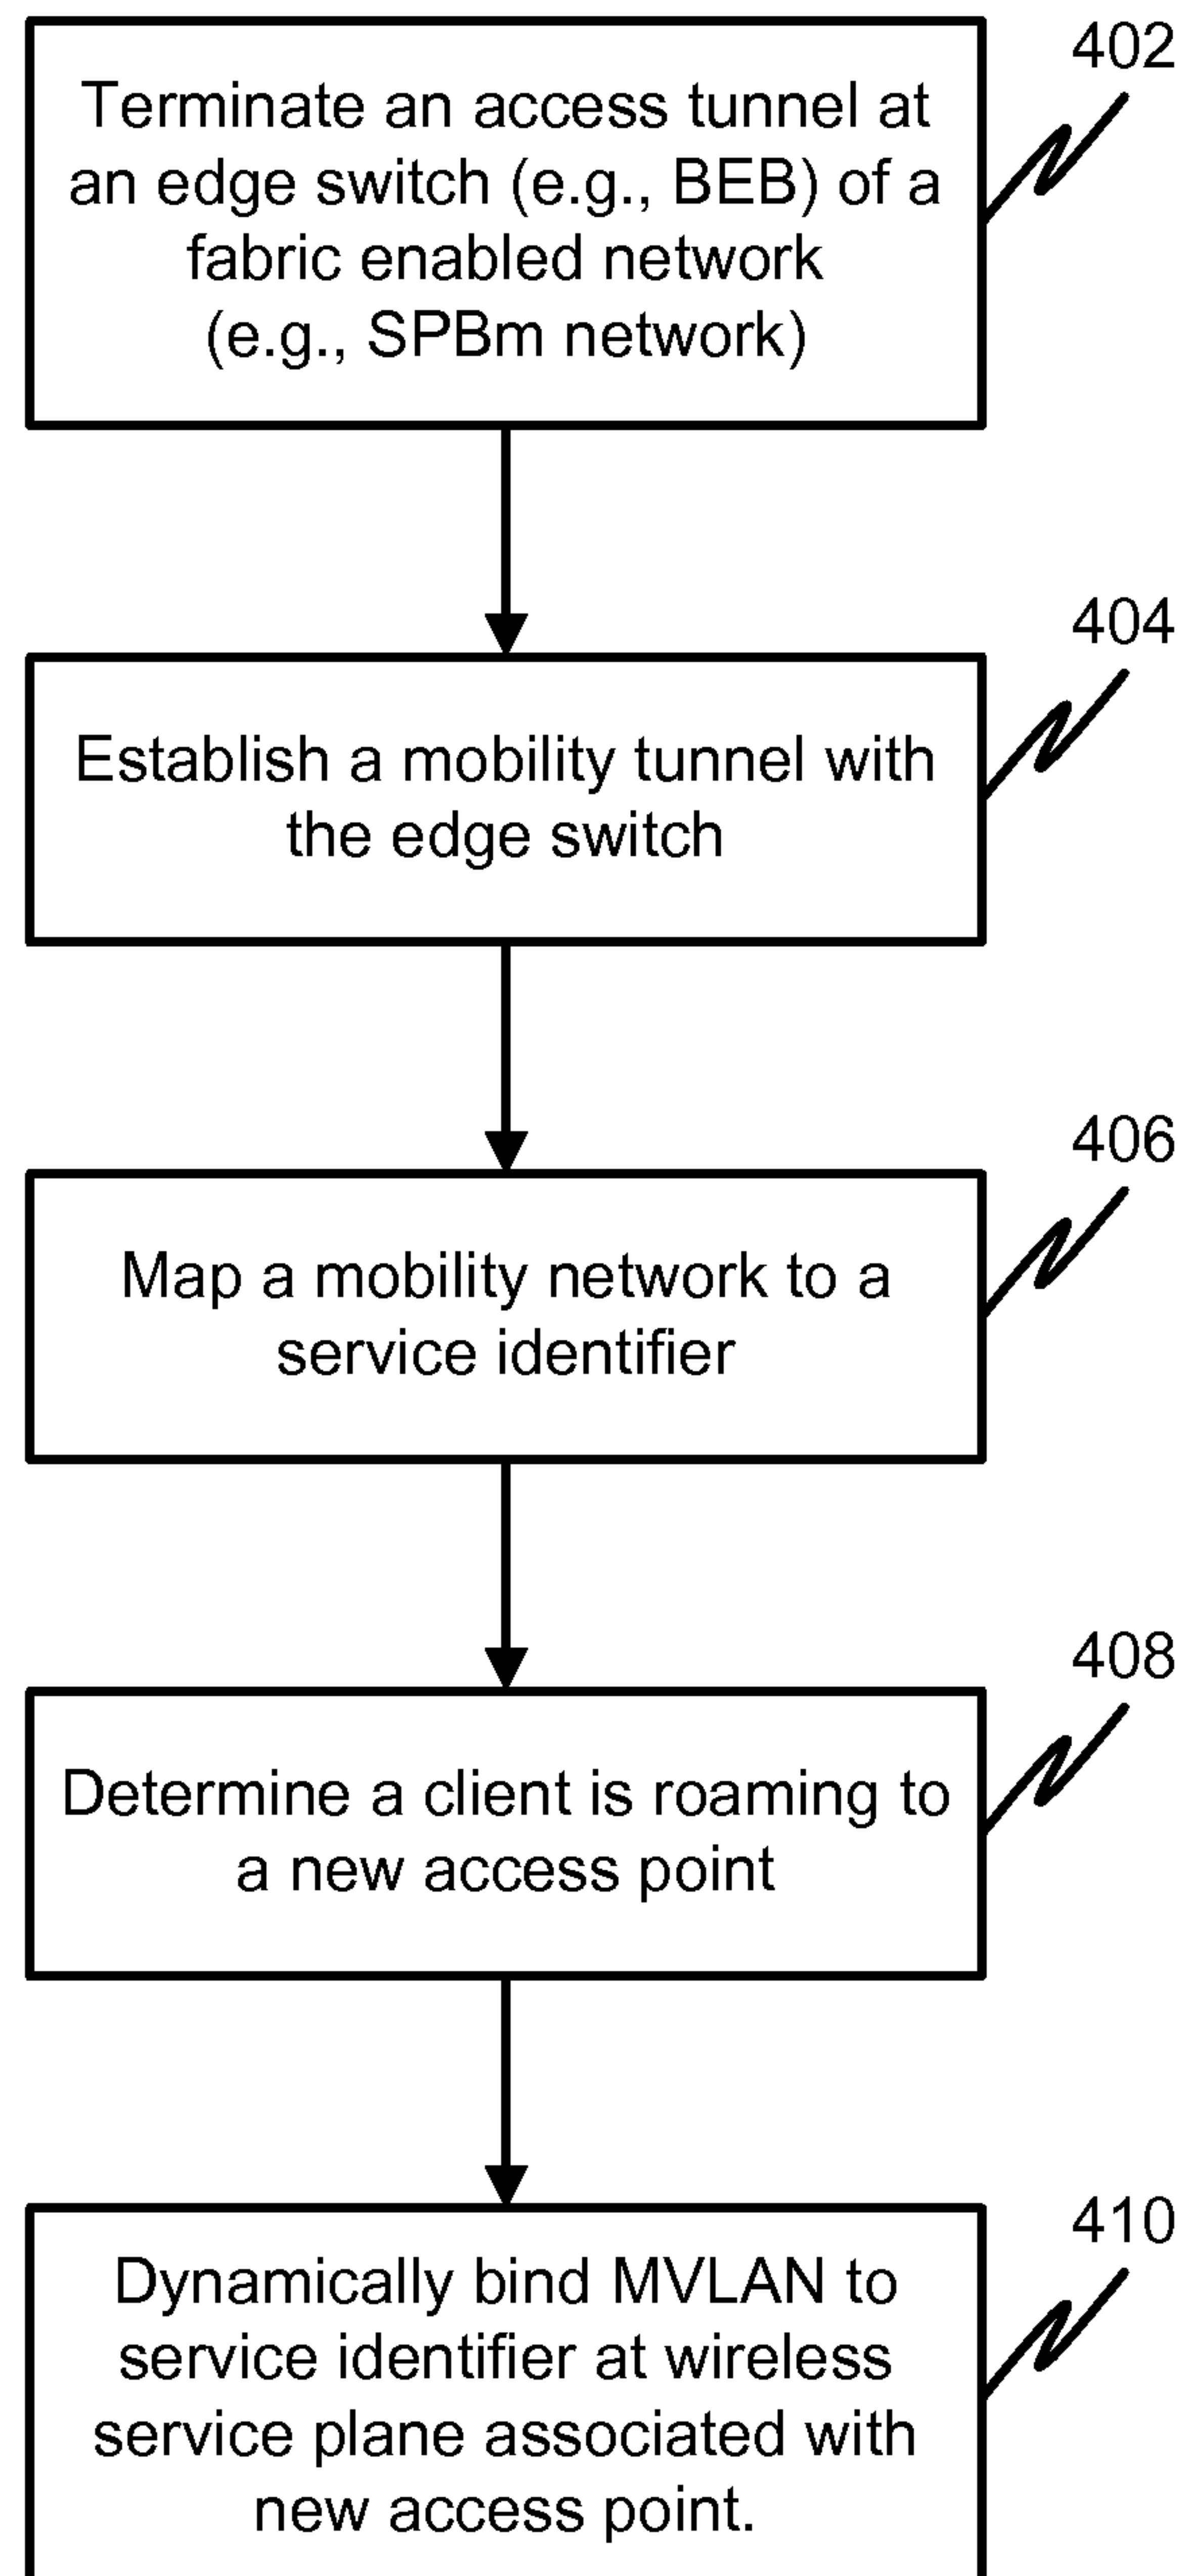 402
Terminate an access tunnel at
an edge switch (e.g., BEB) of a
fabric enabled network
(e.g., SPBm network)
404
Establish a mobility tunnel with
the edge switch
406
Map a mobility network to a
service identifier
408
Determine a client is roaming to
a new access point
410
Dynamically bind MVLAN to
service identifier at wireless
service plane associated with
new access point.